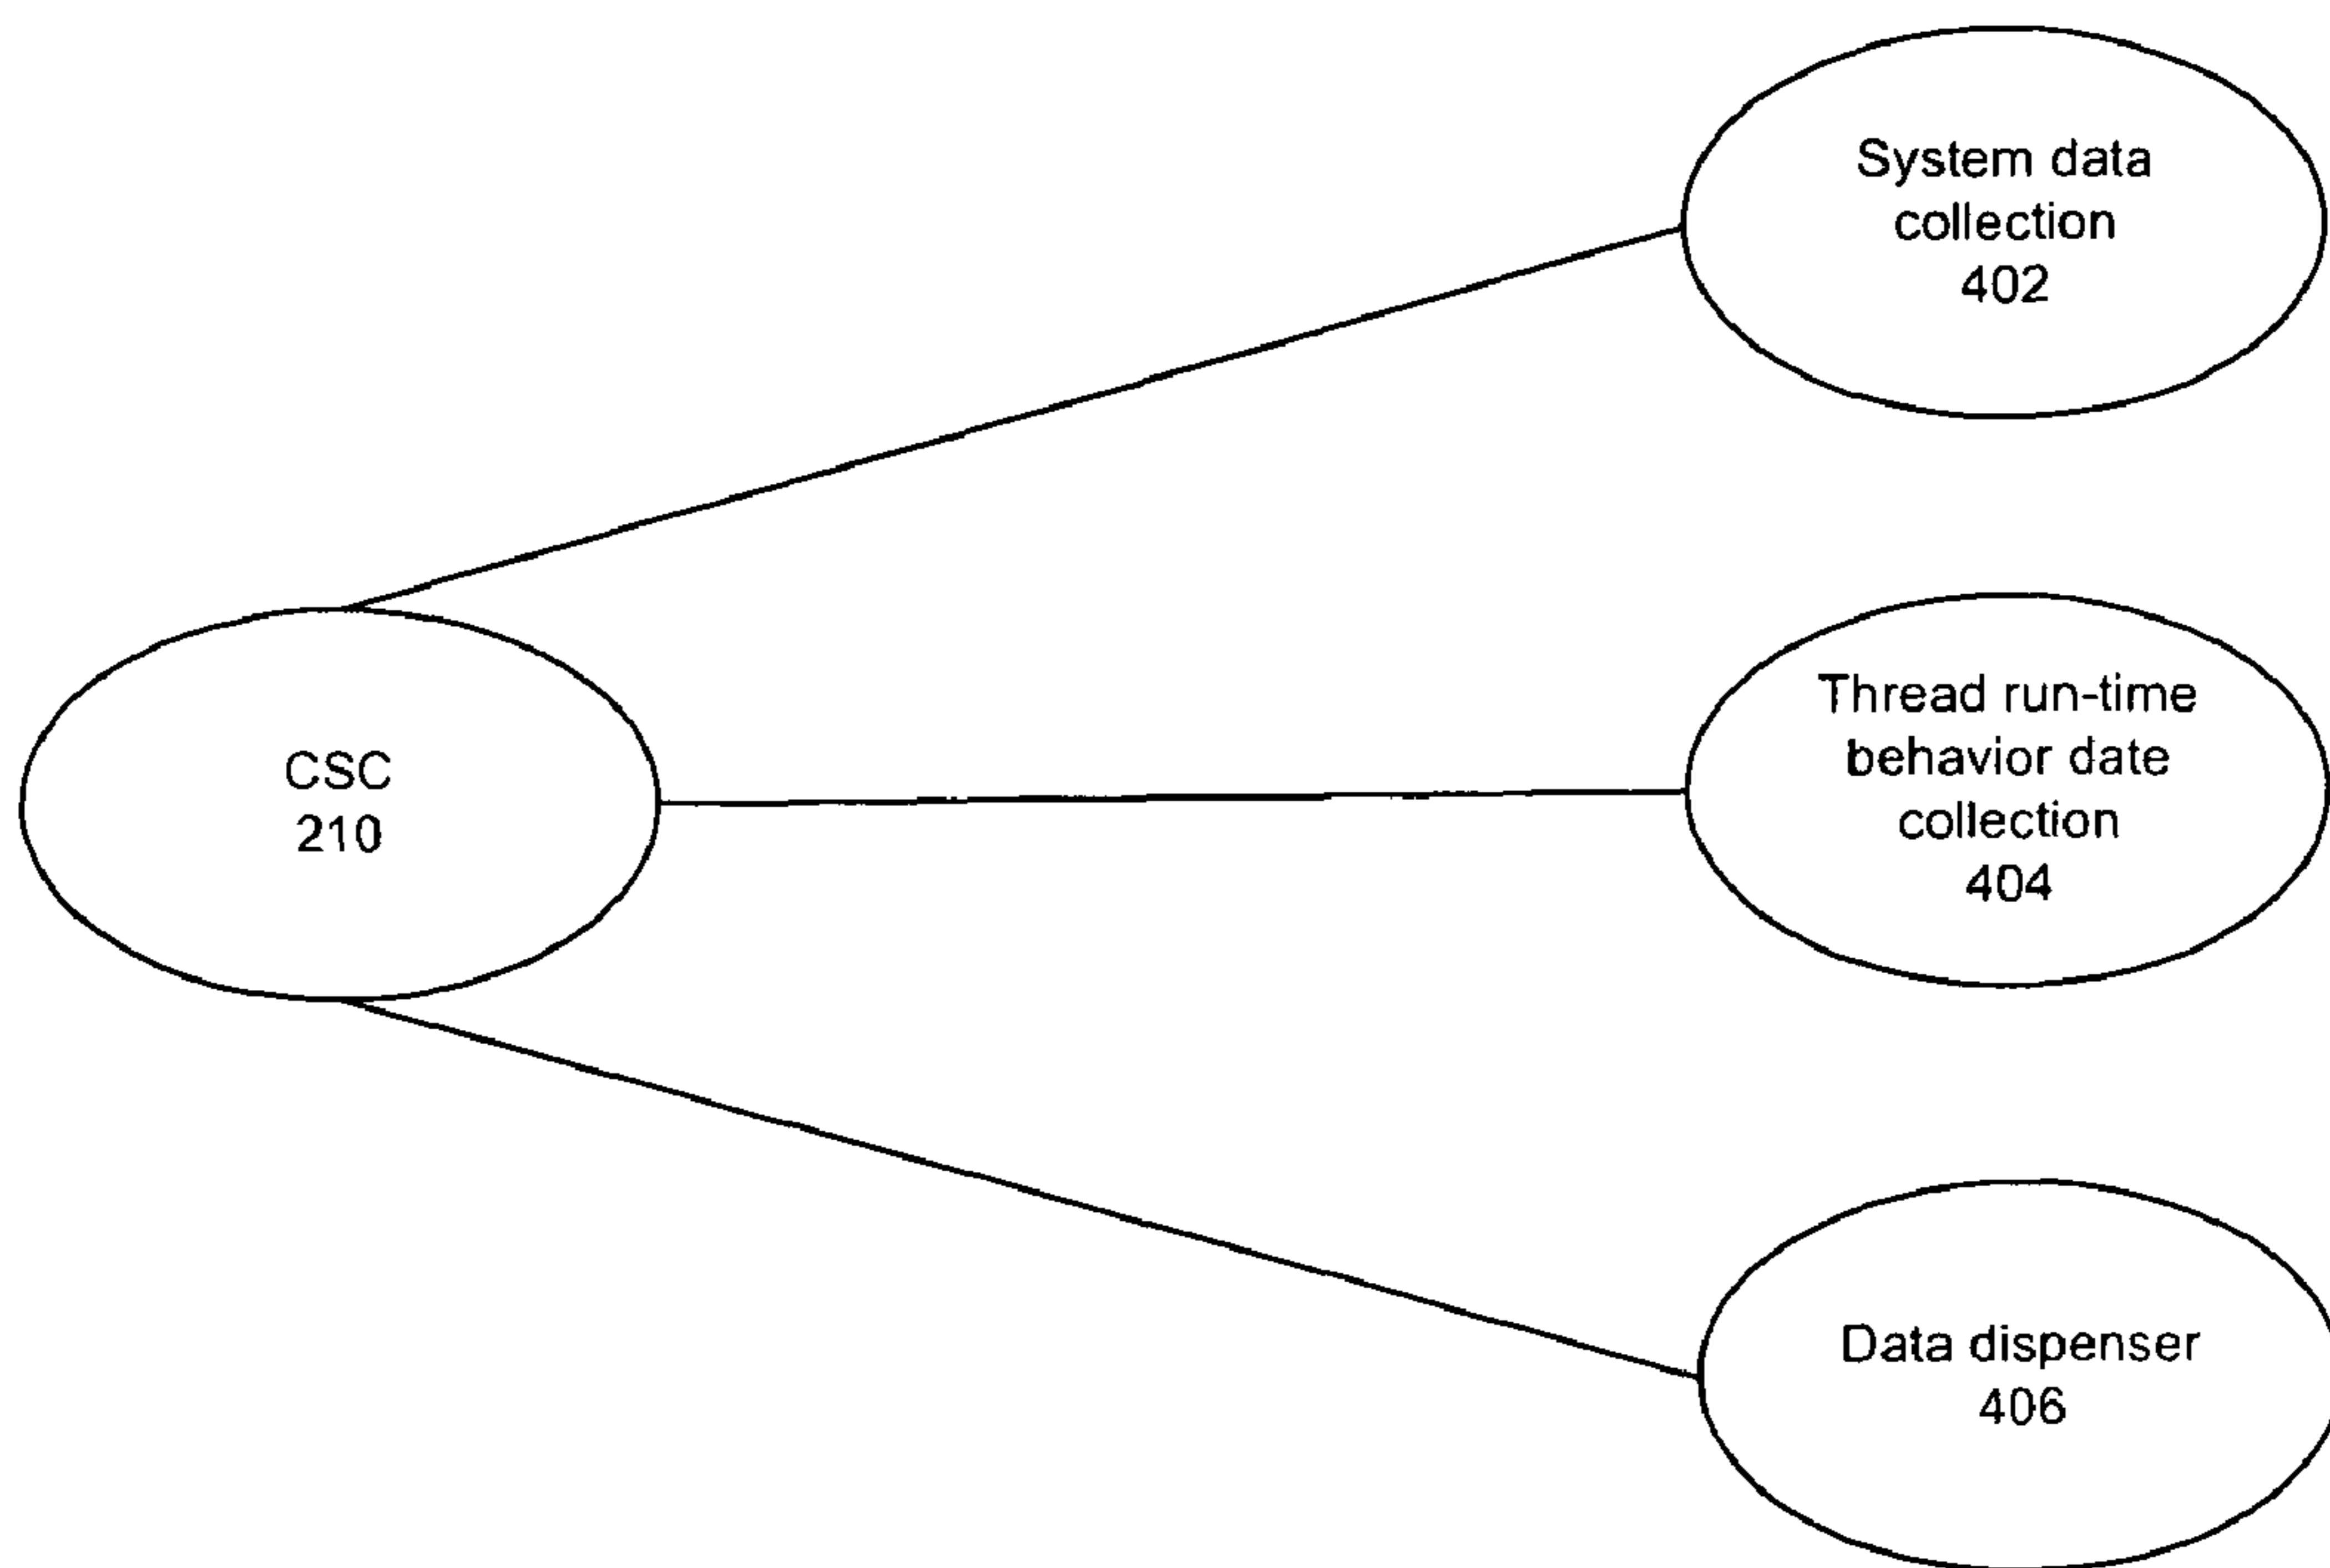 System data
collection
402
Thread run-time
behavior date
collection
404
CSC
210
Data dispenser
406